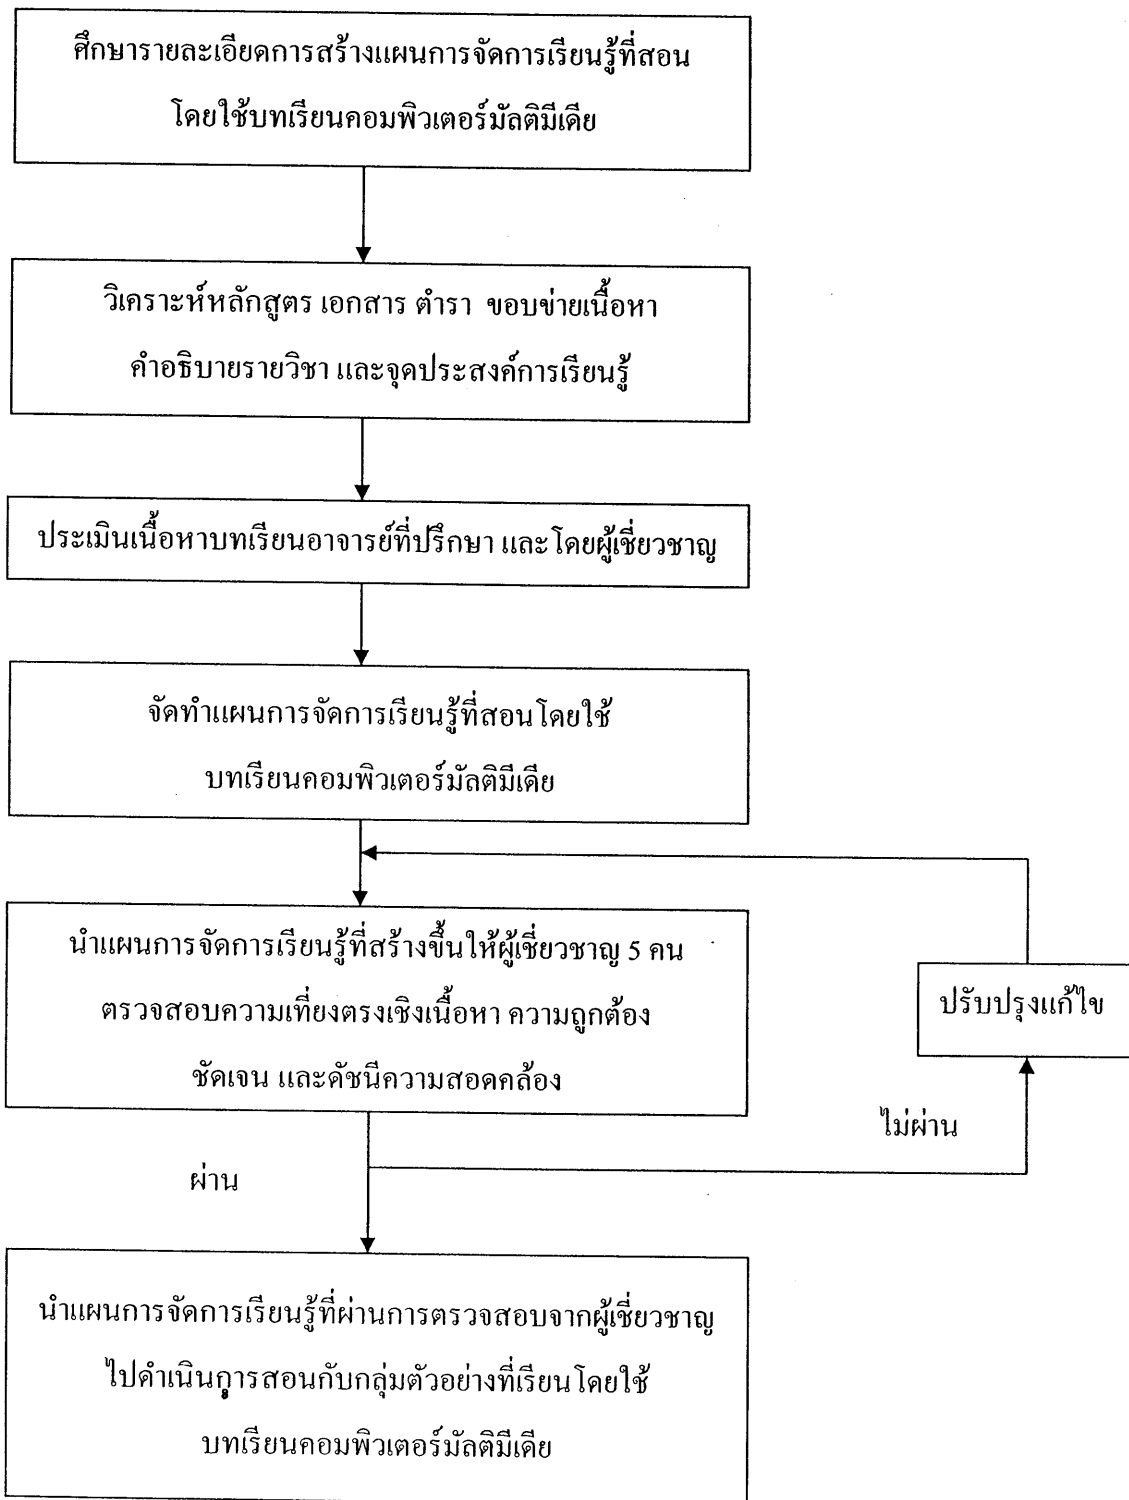 ศึกษารายละเอียดการสร้างแผนการจัดการเรียนรู้ที่สอน
โดยใช้บทเรียนคอมพิวเตอร์มัลติมีเดีย
วิเคราะห์หลักสูตร เอกสาร ตำรา ขอบข่ายเนื้อหา
คำอธิบายรายวิชา และจุดประสงค์การเรียนรู้
ประเมินเนื้อหาบทเรียนอาจารย์ที่ปรึกษา และโดยผู้เชี่ยวชาญ
จัดทำแผนการจัดการเรียนรู้ที่สอนโดยใช้
บทเรียนคอมพิวเตอร์มัลติมีเดีย
นำแผนการจัดการเรียนรู้ที่สร้างขึ้นให้ผู้เชี่ยวชาญ 5 คน
ตรวจสอบความเที่ยงตรงเชิงเนื้อหา ความถูกต้อง
ชัดเจน และดัชนีความสอดคล้อง
ปรับปรุงแก้ไข
ไม่ผ่าน
ผ่าน
นำแผนการจัดการเรียนรู้ที่ผ่านการตรวจสอบจากผู้เชี่ยวชาญ
ไปดำเนินการสอนกับกลุ่มตัวอย่างที่เรียนโดยใช้
บทเรียนคอมพิวเตอร์มัลติมีเดีย